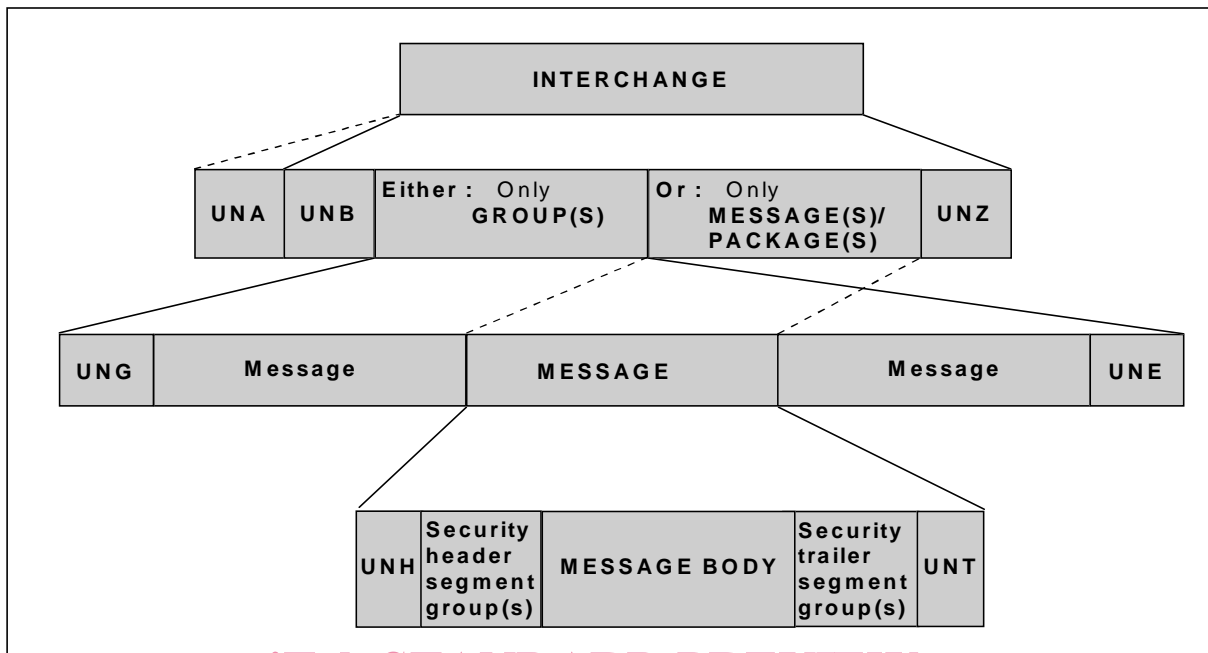 INTERCHANGE
UNA
UNB
Either : Only
GROUP(S)
Or : Only
MESSAGE(S)/
PACKAGE(S)
UNZ
UNG
Message
MESSAGE
Message
UNE
UNH
Security
header
segment
group(s)
MESSAGE BODY
Security
trailer
segment
group(s)
UNT